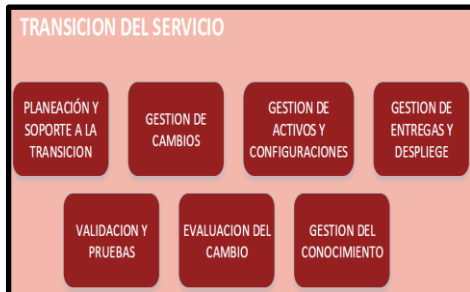 TRANSICION DEL SERVICIO
PLANEACIÓN Y
SOPORTE A LA
TRANSICION
GESTION DE
CAMBIOS
GESTION DE
ACTIVOS Y
CONFIGURACIONES
GESTION DE
ENTREGAS Y
DESPLIEGE
VALIDACION Y
PRUEBAS
EVALUACION DEL
CAMBIO
GESTION DEL
CONOCIMIENTO